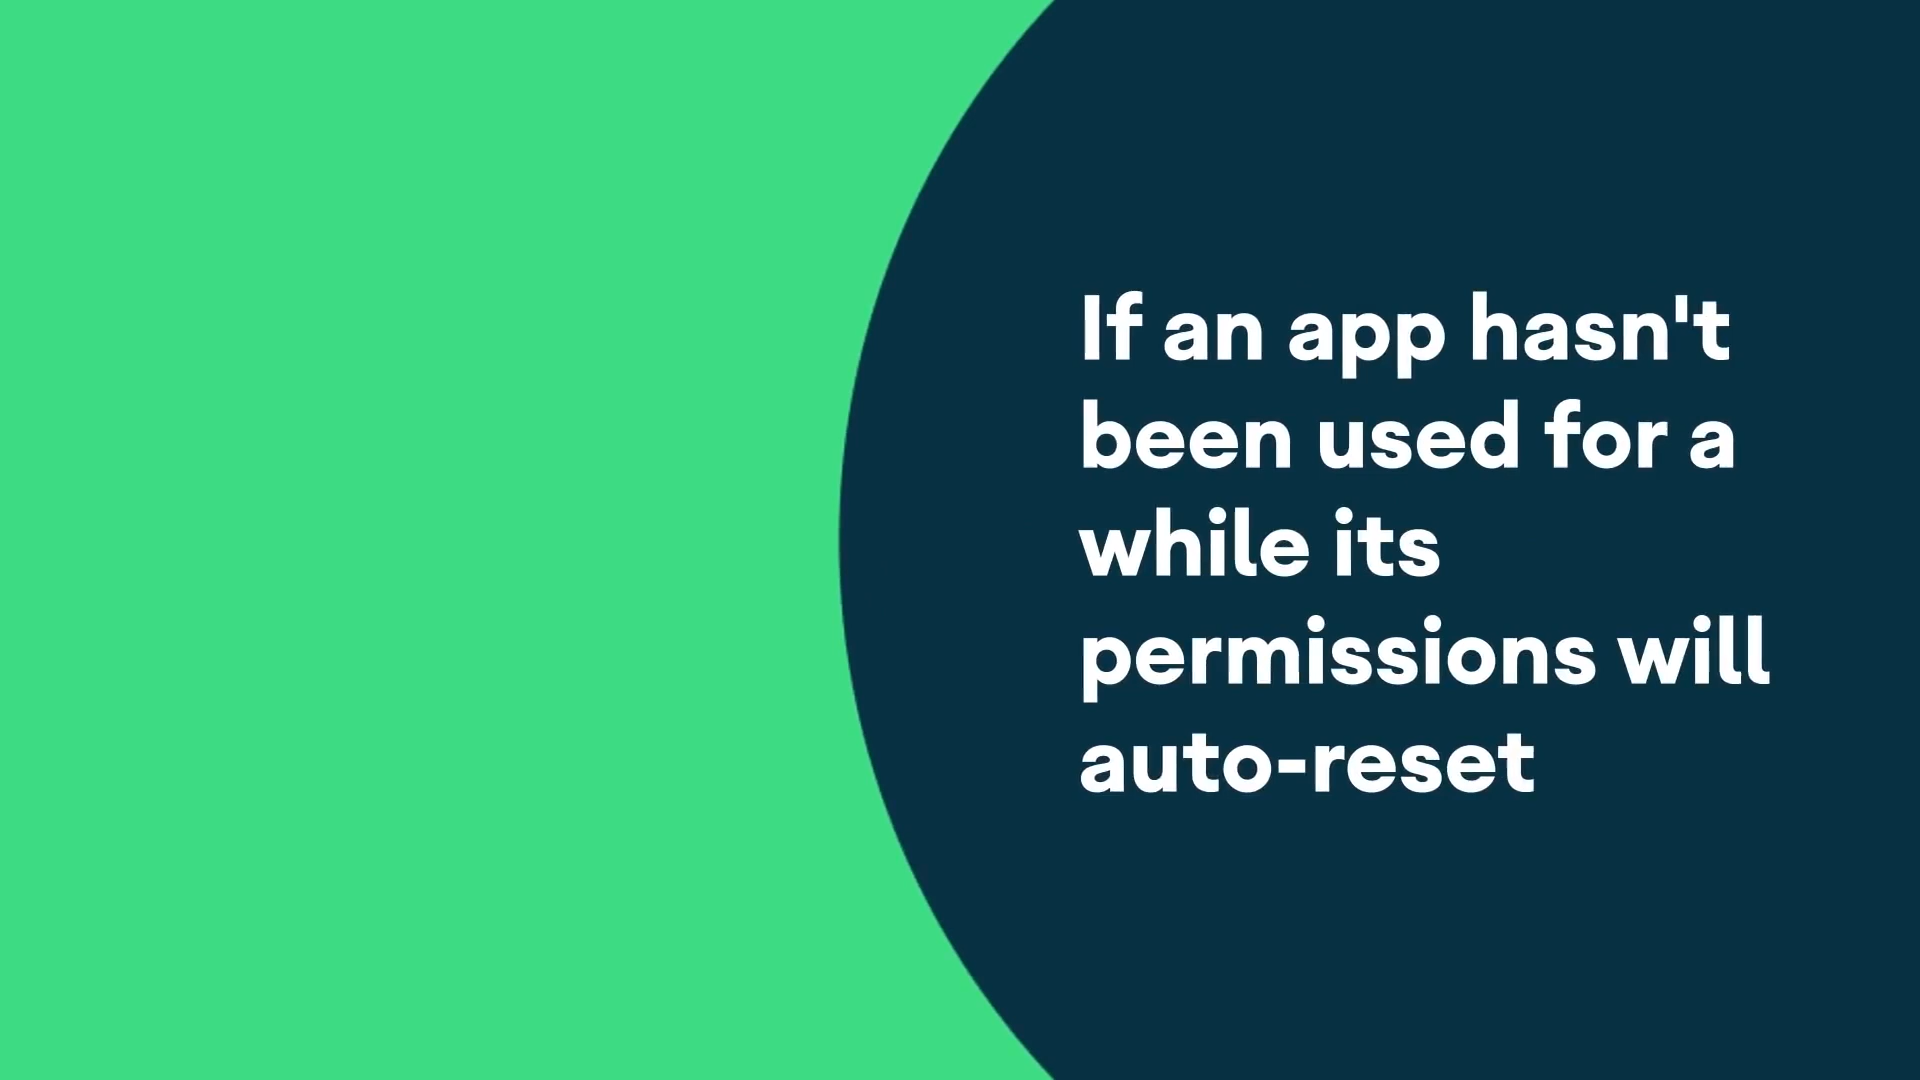 If an app hasn't
been used for a
while its
permissions will
auto-reset